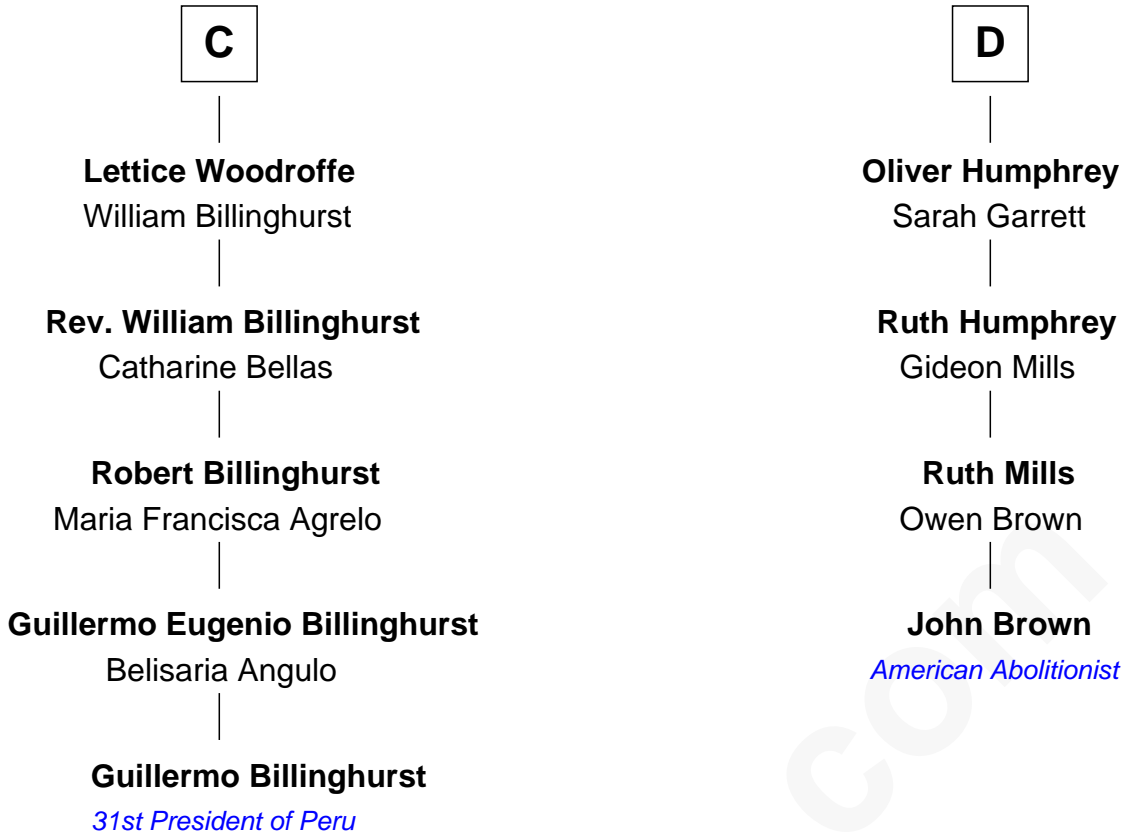 C
Lettice Woodroffe
William Billinghurst
Rev. William Billinghurst
Catharine Bellas
Robert Billinghurst
Maria Francisca Agrelo
Guillermo Eugenio Billinghurst
Belisaria Angulo
Guillermo Billinghurst
31st President of Peru
D
Oliver Humphrey
Sarah Garrett
Ruth Humphrey
Gideon Mills
Ruth Mills
Owen Brown
John Brown
American Abolitionist
com